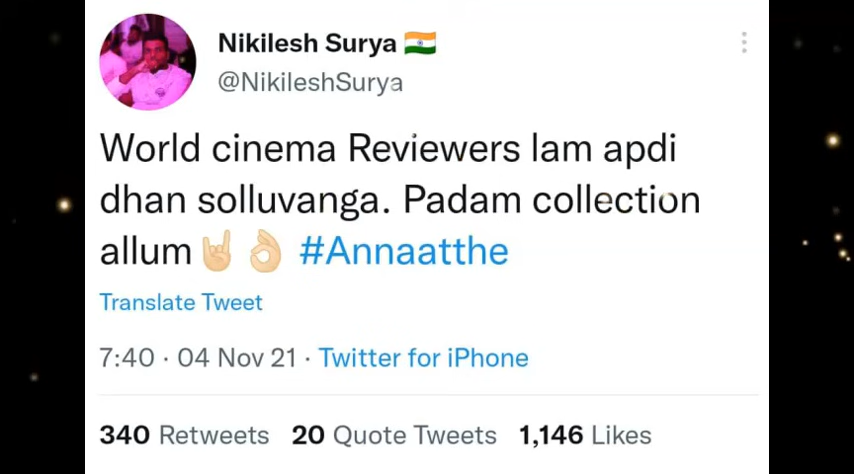 Nikilesh Surya 🇮🇳
@NikileshSurya
World cinema Reviewers lam apdi
dhan solluvanga. Padam collection
allum🤘🏻👌🏻 #Annaatthe
Translate Tweet
7:40 · 04 Nov 21 · Twitter for iPhone
340 Retweets 20 Quote Tweets 1,146 Likes